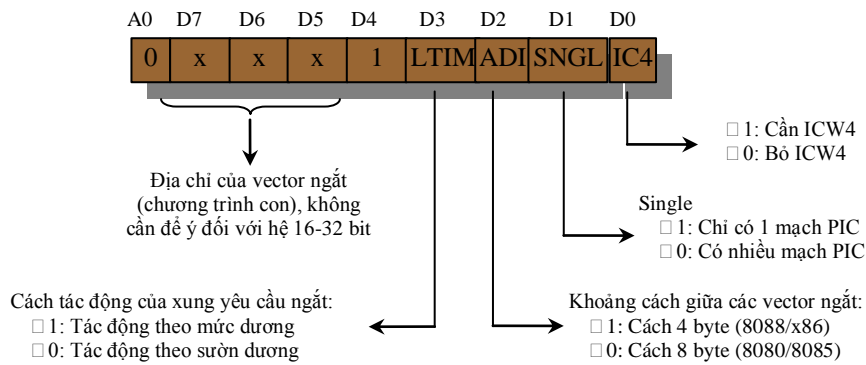 A0 D7 D6 D5 D4 D3 D2 D1 D0
0 x x x 1 LTIM ADI SNGL IC4
□ 1: Cần ICW4
□ 0: Bỏ ICW4
Địa chỉ của vector ngắt
(chương trình con), không
cần để ý đối với hệ 16-32 bit
Single
□ 1: Chỉ có 1 mạch PIC
□ 0: Có nhiều mạch PIC
Cách tác động của xung yêu cầu ngắt:
□ 1: Tác động theo mức dương
□ 0: Tác động theo sườn dương
Khoảng cách giữa các vector ngắt:
□ 1: Cách 4 byte (8088/x86)
□ 0: Cách 8 byte (8080/8085)